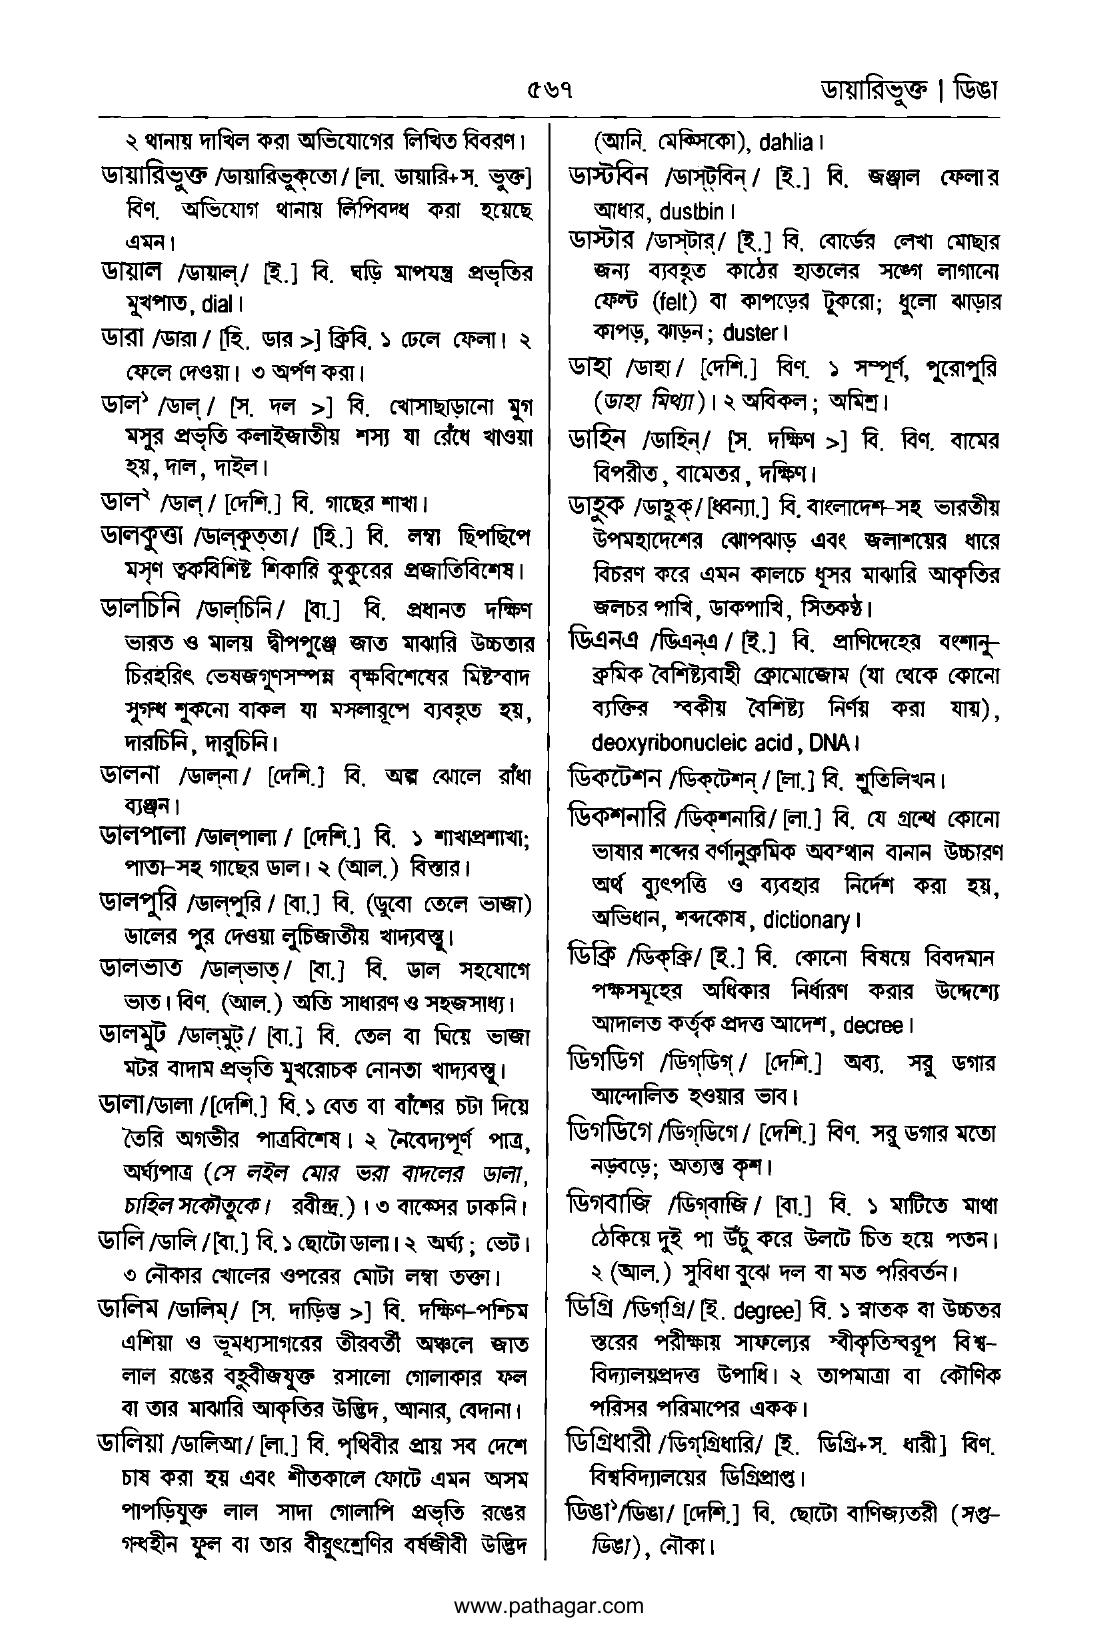 ৫৬৭
ডায়ারিভুক্ত | ডিঙা
২ থানায় দাখিল করা অভিযোগের লিখিত বিবরণ।
ডায়ারিভুক্ত /ডায়ারিভুক্‌তো/ [লা. ডায়ারি+স. ভুক্ত]
বিণ. অভিযোগ থানায় লিপিবদ্ধ করা হয়েছে
এমন।
ডায়াল /ডায়াল্‌/ [ই.] বি. ঘড়ি মাপযন্ত্র প্রভৃতির
মুখপাত, dial।
ডারা /ডারা/ [হি. ডার >] ক্রিবি. ১ ঢেলে ফেলা। ২
ফেলে দেওয়া। ৩ অর্পণ করা।
ডাল১ /ডাল্‌/ [স. দল >] বি. খোসাছাড়ানো মুগ
মসুর প্রভৃতি কলাইজাতীয় শস্য যা রেঁধে খাওয়া
হয়, দাল, দাইল।
ডাল২ /ডাল্‌/ [দেশি.] বি. গাছের শাখা।
ডালকুত্তা /ডাল্‌কুত্‌তা/ [হি.] বি. লম্বা ছিপছিপে
মসৃণ ত্বকবিশিষ্ট শিকারি কুকুরের প্রজাতিবিশেষ।
ডালচিনি /ডাল্‌চিনি/ [বা.] বি. প্রধানত দক্ষিণ
ভারত ও মালয় দ্বীপপুঞ্জে জাত মাঝারি উচ্চতার
চিরহরিৎ ভেষজগুণসম্পন্ন বৃক্ষবিশেষের মিষ্টস্বাদ
সুগন্ধ শুকনো বাকল যা মসলারূপে ব্যবহৃত হয়,
দারচিনি, দারুচিনি।
ডালনা /ডাল্‌না/ [দেশি.] বি. অল্প ঝোলে রাঁধা
ব্যঞ্জন।
ডালপালা /ডাল্‌পালা/ [দেশি.] বি. ১ শাখাপ্রশাখা;
পাতা-সহ গাছের ডাল। ২ (আল.) বিস্তার।
ডালপুরি /ডাল্‌পুরি/ [বা.] বি. (ডুবো তেলে ভাজা)
ডালের পুর দেওয়া লুচিজাতীয় খাদ্যবস্তু।
ডালভাত /ডাল্‌ভাত্‌/ [বা.] বি. ডাল সহযোগে
ভাত। বিণ. (আল.) অতি সাধারণ ও সহজসাধ্য।
ডালমুট /ডাল্‌মুট্‌/ [বা.] বি. তেল বা ঘিয়ে ভাজা
মটর বাদাম প্রভৃতি মুখরোচক নোনতা খাদ্যবস্তু।
ডালা/ডালা/[দেশি.] বি.১ বেত বা বাঁশের চটা দিয়ে
তৈরি অগভীর পাত্রবিশেষ। ২ নৈবেদ্যপূর্ণ পাত্র,
অর্ঘ্যপাত্র (সে লইল মোর ভরা বাদলের ডালা,
চাহিল সকৌতুকে। রবীন্দ্র.)। ৩ বাক্সের ঢাকনি।
ডালি/ডালি/[বা.] বি.১ ছোটো ডালা। ২ অর্ঘ্য; ভেট।
৩ নৌকার খোলের ওপরের মোটা লম্বা তক্তা।
ডালিম /ডালিম্‌/ [স. দাড়িম্ব >] বি. দক্ষিণ-পশ্চিম
এশিয়া ও ভূমধ্যসাগরের তীরবর্তী অঞ্চলে জাত
লাল রঙের বহুবীজযুক্ত রসালো গোলাকার ফল
বা তার মাঝারি আকৃতির উদ্ভিদ, আনার, বেদানা।
ডালিয়া/ডালিআ/[লা.] বি. পৃথিবীর প্রায় সব দেশে
চাষ করা হয় এবং শীতকালে ফোটে এমন অসম
পাপড়িযুক্ত লাল সাদা গোলাপি প্রভৃতি রঙের
গন্ধহীন ফুল বা তার বীরুৎশ্রেণির বর্ষজীবী উদ্ভিদ
(আনি. মেক্সিকো), dahlia।
ডাস্টবিন /ডাস্‌ট্‌বিন্‌/ [ই.] বি. জঞ্জাল ফেলার
আধার, dustbin।
ডাস্টার /ডাস্‌টার্‌/ [ই.] বি. বোর্ডের লেখা মোছার
জন্য ব্যবহৃত কাঠের হাতলের সঙ্গে লাগানো
ফেল্ট (felt) বা কাপড়ের টুকরো; ধুলো ঝাড়ার
কাপড়, ঝাড়ন; duster।
ডাহা /ডাহা/ [দেশি.] বিণ. ১ সম্পূর্ণ, পুরোপুরি
(ডাহা মিথ্যা)। ২ অবিকল; অমিশ্র।
ডাহিন /ডাহিন্‌/ [স. দক্ষিণ >] বি. বিণ. বামের
বিপরীত, বামেতর, দক্ষিণ।
ডাহুক /ডাহুক্‌/[ধ্বন্যা.] বি. বাংলাদেশ-সহ ভারতীয়
উপমহাদেশের ঝোপঝাড় এবং জলাশয়ের ধারে
বিচরণ করে এমন কালচে ধূসর মাঝারি আকৃতির
জলচর পাখি, ডাকপাখি, সিতকণ্ঠ।
ডিএনএ /ডিএন্‌এ/ [ই.] বি. প্রাণিদেহের বংশানু-
ক্রমিক বৈশিষ্ট্যবাহী ক্রোমোজোম (যা থেকে কোনো
ব্যক্তির স্বকীয় বৈশিষ্ট্য নির্ণয় করা যায়),
deoxyribonucleic acid, DNA।
ডিকটেশন /ডিক্‌টেশন্‌/ [লা.] বি. শ্রুতিলিখন।
ডিকশনারি /ডিক্‌শনারি/ [লা.] বি. যে গ্রন্থে কোনো
ভাষার শব্দের বর্ণানুক্রমিক অবস্থান বানান উচ্চারণ
অর্থ ব্যুৎপত্তি ও ব্যবহার নির্দেশ করা হয়,
অভিধান, শব্দকোষ, dictionary।
ডিক্রি /ডিক্‌ক্রি/ [ই.] বি. কোনো বিষয়ে বিবদমান
পক্ষসমূহের অধিকার নির্ধারণ করার উদ্দেশ্যে
আদালত কর্তৃক প্রদত্ত আদেশ, decree।
ডিগডিগ /ডিগ্‌ডিগ্‌/ [দেশি.] অব্য. সরু ডগার
আন্দোলিত হওয়ার ভাব।
ডিগডিগে /ডিগ্‌ডিগে/ [দেশি.] বিণ. সরু ডগার মতো
নড়বড়ে; অত্যন্ত কৃশ।
ডিগবাজি /ডিগ্‌বাজি/ [বা.] বি. ১ মাটিতে মাথা
ঠেকিয়ে দুই পা উঁচু করে উলটে চিত হয়ে পতন।
২ (আল.) সুবিধা বুঝে দল বা মত পরিবর্তন।
ডিগ্রি /ডিগ্‌গ্রি/ [ই. degree] বি. ১ স্নাতক বা উচ্চতর
স্তরের পরীক্ষায় সাফল্যের স্বীকৃতিস্বরূপ বিশ্ব-
বিদ্যালয়প্রদত্ত উপাধি। ২ তাপমাত্রা বা কৌণিক
পরিসর পরিমাপের একক।
ডিগ্রিধারী /ডিগ্‌গ্রিধারি/ [ই. ডিগ্রি+স. ধারী] বিণ.
বিশ্ববিদ্যালয়ের ডিগ্রিপ্রাপ্ত।
ডিঙা১/ডিঙা/ [দেশি.] বি. ছোটো বাণিজ্যতরী (সপ্ত-
ডিঙা), নৌকা।
www.pathagar.com